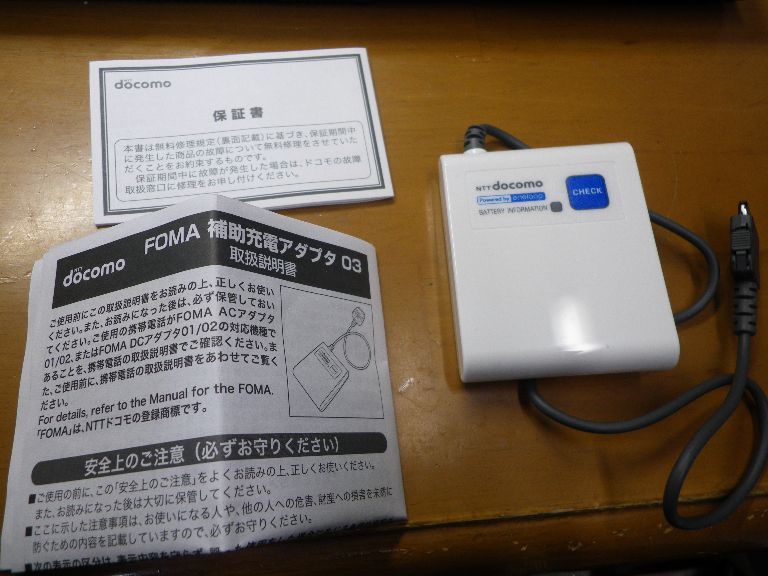 NTT
docomo
保証書
本書は無料修理規定(裏面記載)に基づき、保証期間中
に発生した商品の故障について無料修理をさせていた
だくことをお約束するものです。
保証期間中に故障が発生した場合は、ドコモの故障
取扱窓口に修理をお申し付けください。
NTT docomo
Powered by eneloop
BATTERY INFORMATION
CHECK
NTT
docomo
FOMA 補助充電アダプタ 03
取扱説明書
ご使用前にこの取扱説明書をお読みの上、正しくお使い
ください。また、お読みになった後は、必ず保管しておい
てください。ご使用の携帯電話がFOMA ACアダプタ
01/02、またはFOMA DCアダプタ01/02の対応機種で
あることを、携帯電話の取扱説明書でご確認ください。ま
た、ご使用前に、携帯電話の取扱説明書をあわせてご覧く
ださい。
For details, refer to the Manual for the FOMA.
「FOMA」は、NTTドコモの登録商標です。
安全上のご注意(必ずお守りください)
■ご使用の前に、この「安全上のご注意」をよくお読みの上、正しくお使いください。
また、お読みになった後は大切に保管してください。
■ここに示した注意事項は、お使いになる人や、他の人への危害、財産への損害を未然に
防ぐための内容を記載していますので、必ずお守りください。
■次の表示の区分は、表示内容を守らず、